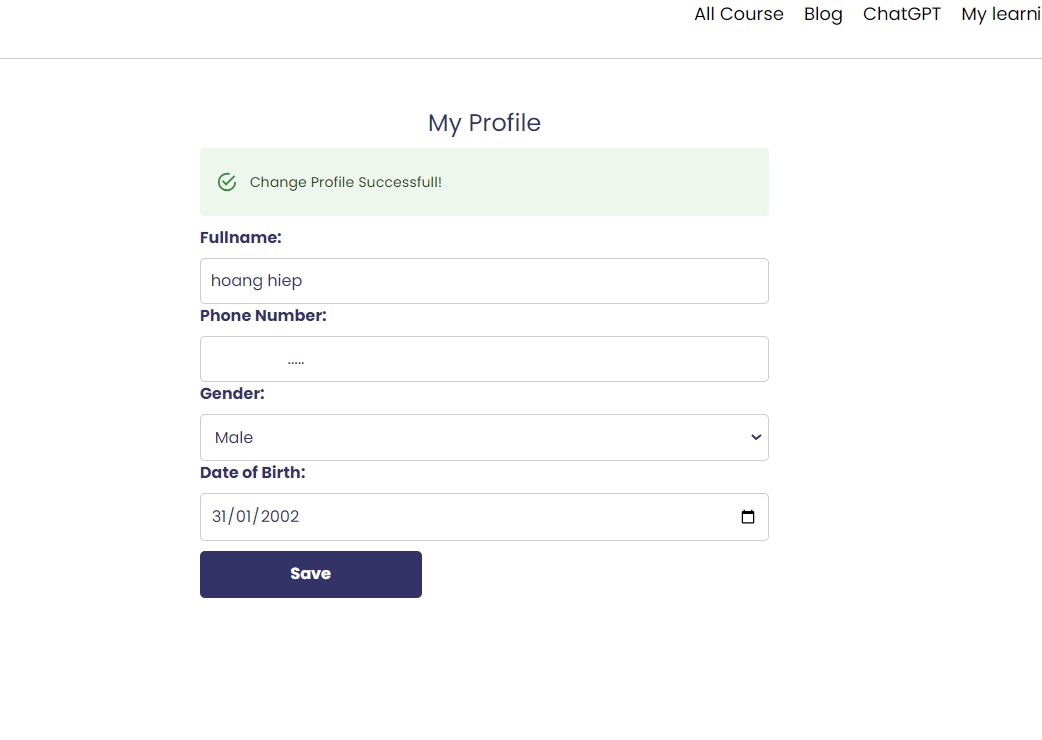 All Course Blog ChatGPT My learni
My Profile
Change Profile Successfull!
Fullname:
hoang hiep
Phone Number:
.....
Gender:
Male
Date of Birth:
31/01/2002
Save